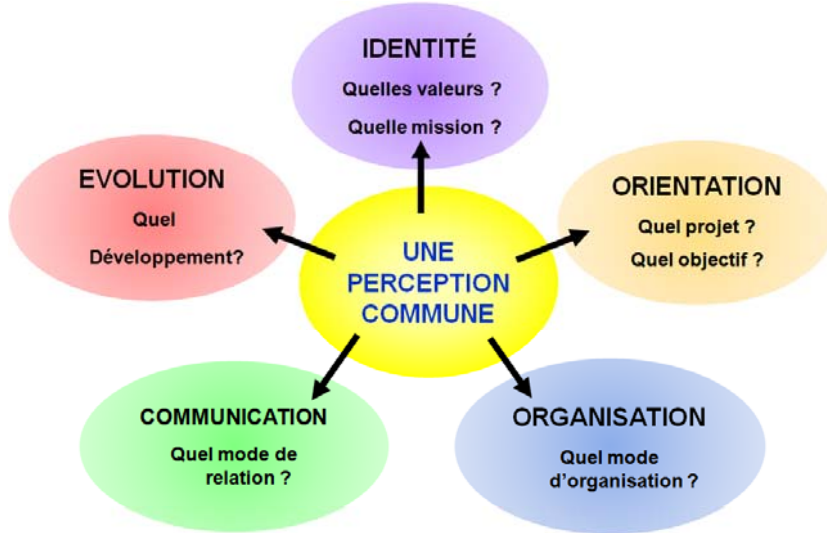 IDENTITÉ
Quelles valeurs ?
Quelle mission ?
EVOLUTION
Quel
Développement?
ORIENTATION
Quel projet ?
Quel objectif ?
UNE
PERCEPTION
COMMUNE
COMMUNICATION
Quel mode de
relation ?
ORGANISATION
Quel mode
d'organisation ?